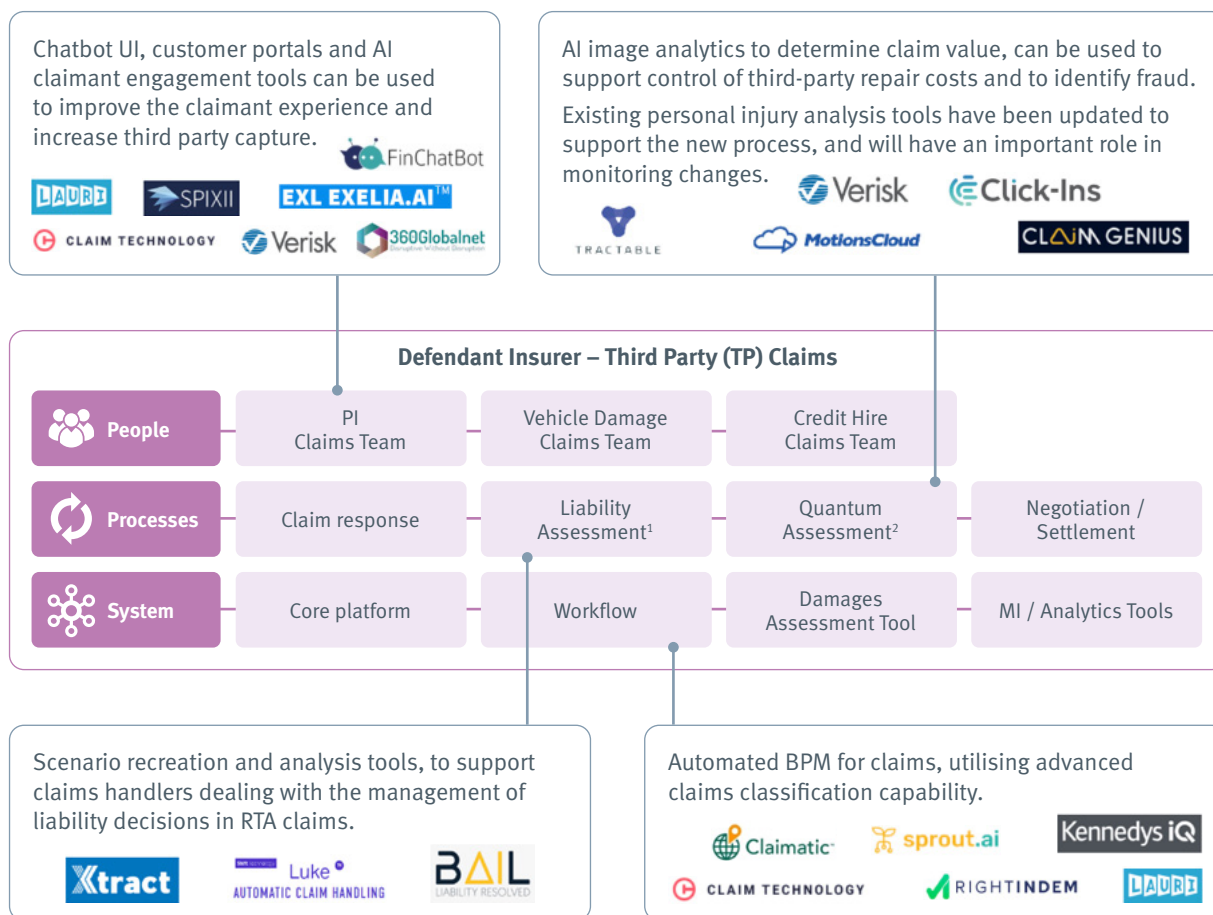 Chatbot UI, customer portals and AI
claimant engagement tools can be used
to improve the claimant experience and
increase third party capture.
FinChatBot
LAURI
SPIXII
EXL EXELIA.AI™
CLAIM TECHNOLOGY
Verisk
360Globalnet
Disruptive Without Disruption
AI image analytics to determine claim value, can be used to
support control of third-party repair costs and to identify fraud.
Existing personal injury analysis tools have been updated to
support the new process, and will have an important role in
monitoring changes.
Verisk
Click-Ins
TRACTABLE
MotionsCloud
CLAIM GENIUS
Defendant Insurer – Third Party (TP) Claims
People
PI
Claims Team
Vehicle Damage
Claims Team
Credit Hire
Claims Team
Processes
Claim response
Liability
Assessment¹
Quantum
Assessment²
Negotiation /
Settlement
System
Core platform
Workflow
Damages
Assessment Tool
MI / Analytics Tools
Scenario recreation and analysis tools, to support
claims handlers dealing with the management of
liability decisions in RTA claims.
Xtract
Luke
AUTOMATIC CLAIM HANDLING
BAIL
LIABILITY RESOLVED
Automated BPM for claims, utilising advanced
claims classification capability.
Claimatic
sprout.ai
Kennedys iQ
CLAIM TECHNOLOGY
RIGHTINDEM
LAURI